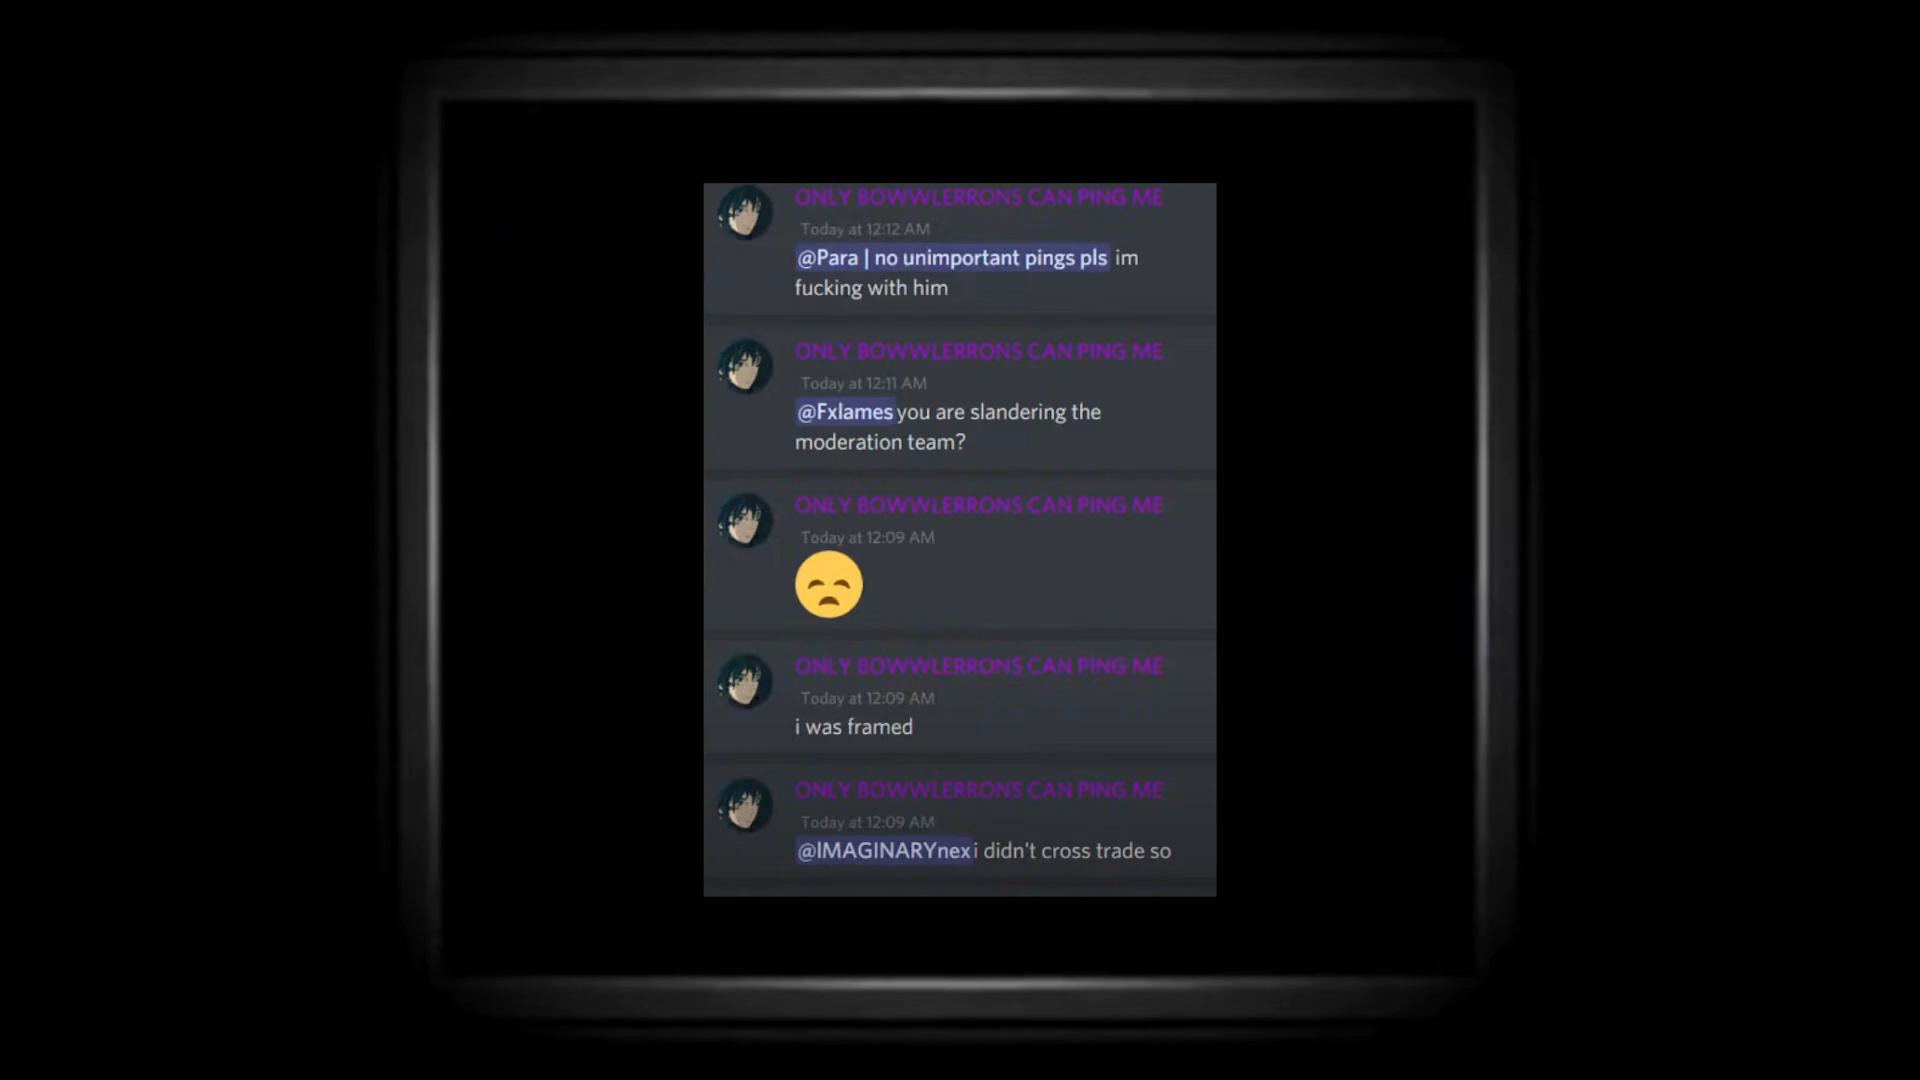 ONLY BOWWLERRONS CAN PING ME
Today at 12:12 AM
@Para | no unimportant pings pls im
fucking with him
ONLY BOWWLERRONS CAN PING ME
Today at 12:11 AM
@Fxlames you are slandering the
moderation team?
ONLY BOWWLERRONS CAN PING ME
Today at 12:09 AM
ONLY BOWWLERRONS CAN PING ME
Today at 12:09 AM
i was framed
ONLY BOWWLERRONS CAN PING ME
Today at 12:09 AM
@IMAGINARYnex i didn't cross trade so